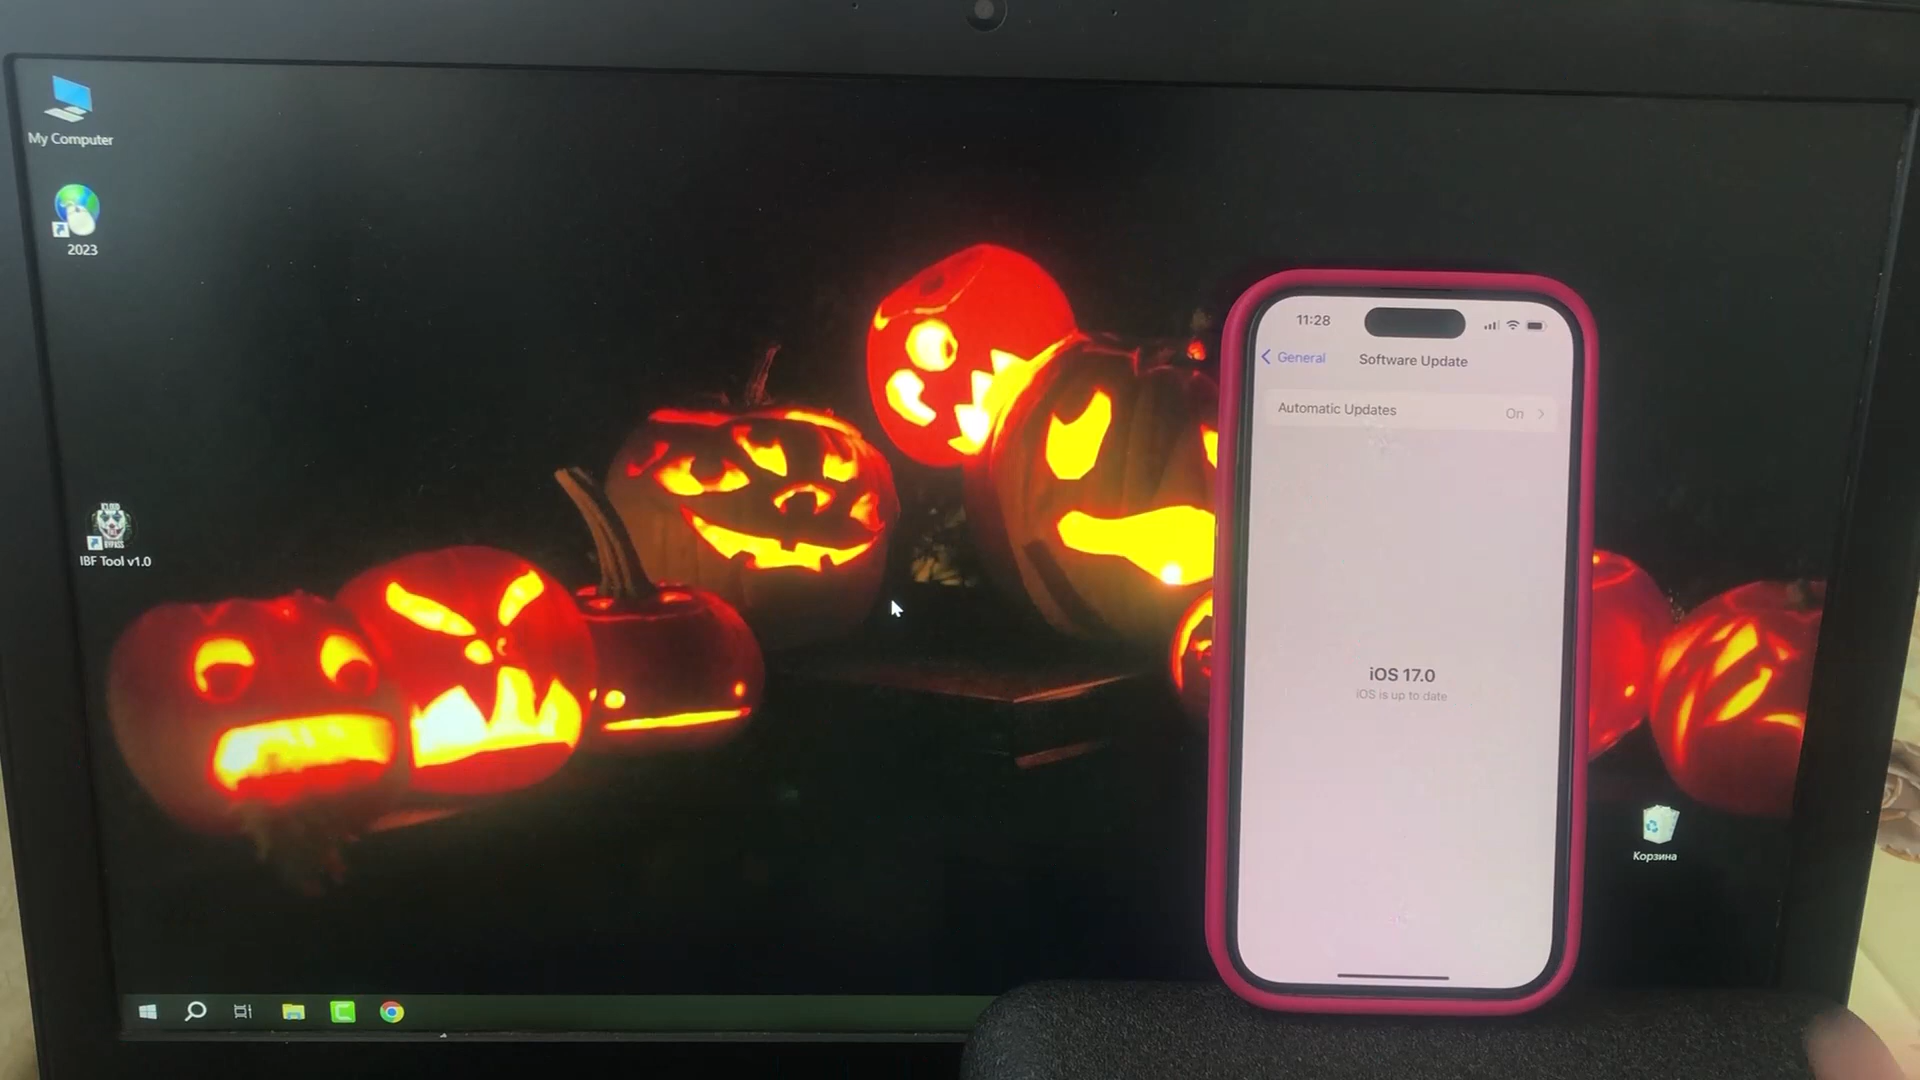 My Computer
2023
IBF Tool v1.0
11:28
General
Software Update
Automatic Updates
On
iOS 17.0
iOS is up to date
Корзина